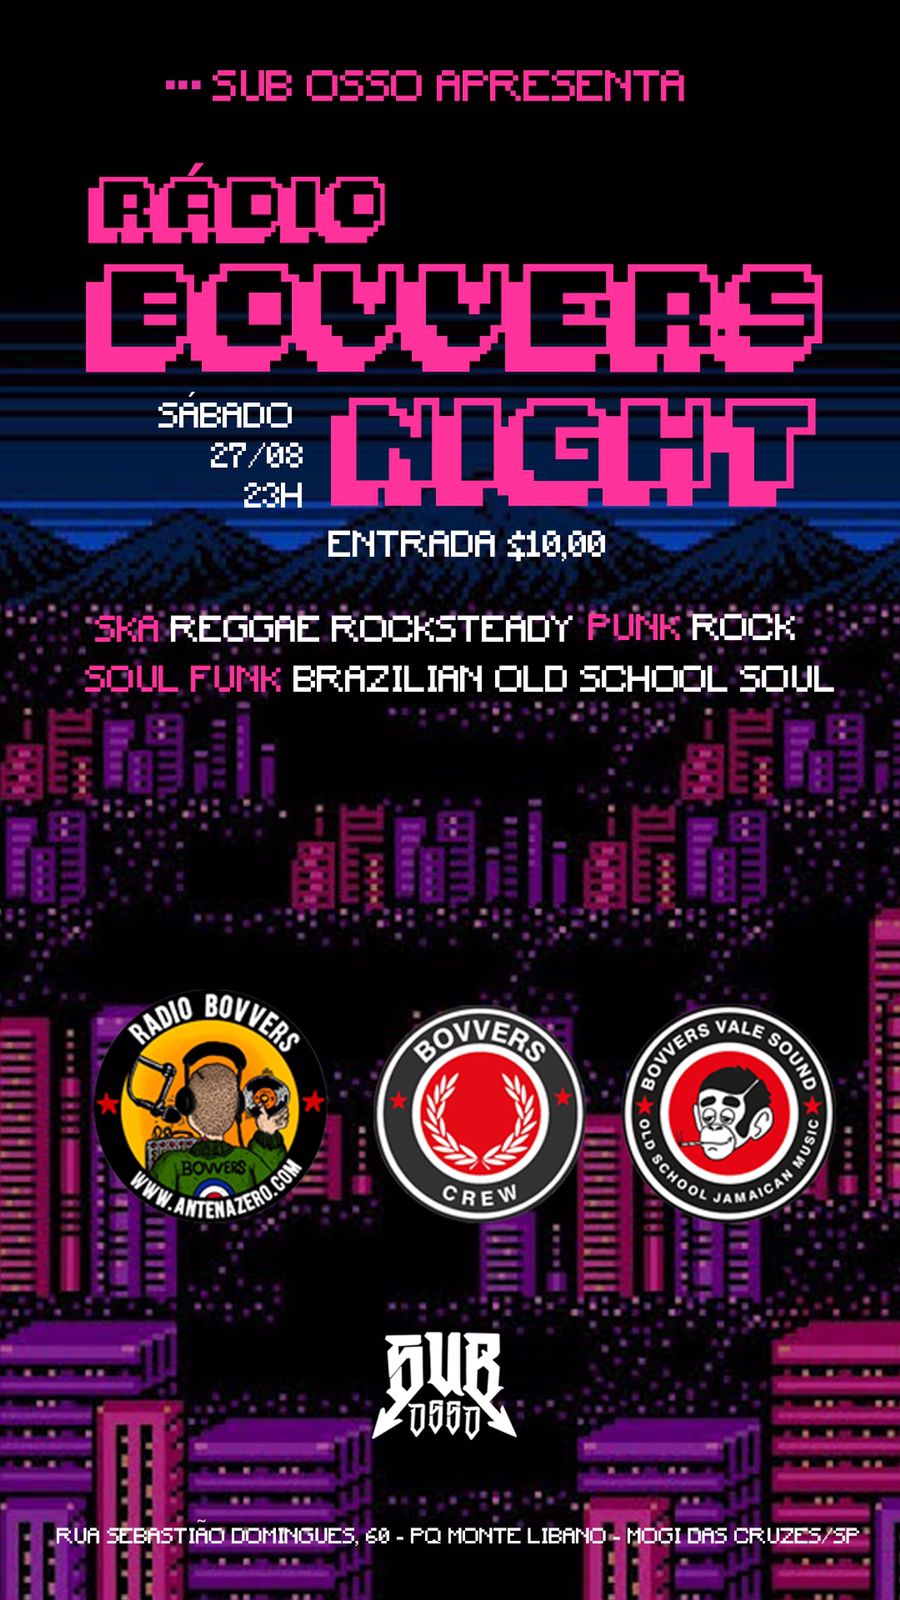 SUB OSSO APRESENTA
RÁDIO
BOVVERS
NIGHT
SÁBADO
27/08
23H
ENTRADA $10,00
SKA REGGAE ROCKSTEADY PUNK ROCK
SOUL FUNK BRAZILIAN OLD SCHOOL SOUL
RADIO BOVVERS
BOVVERS
WWW.ANTENAZERO.COM
BOVVERS
CREW
BOVVERS VALE SOUND
OLD SCHOOL JAMAICAN MUSIC
SUB
OSSO
RUA SEBASTIÃO DOMINGUES, 60 - PQ MONTE LIBANO - MOGI DAS CRUZES/SP